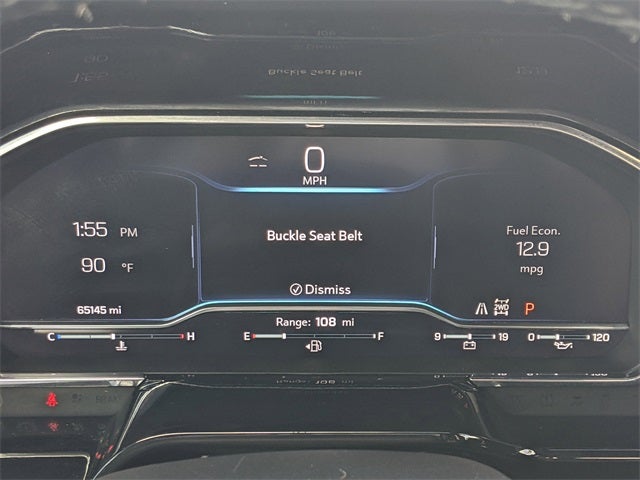 0
MPH
1:55 PM
90 °F
65145 mi
Buckle Seat Belt
Dismiss
Fuel Econ.
12.9
mpg
2WD P
Range: 108 mi
C H E F 9 19 0 120